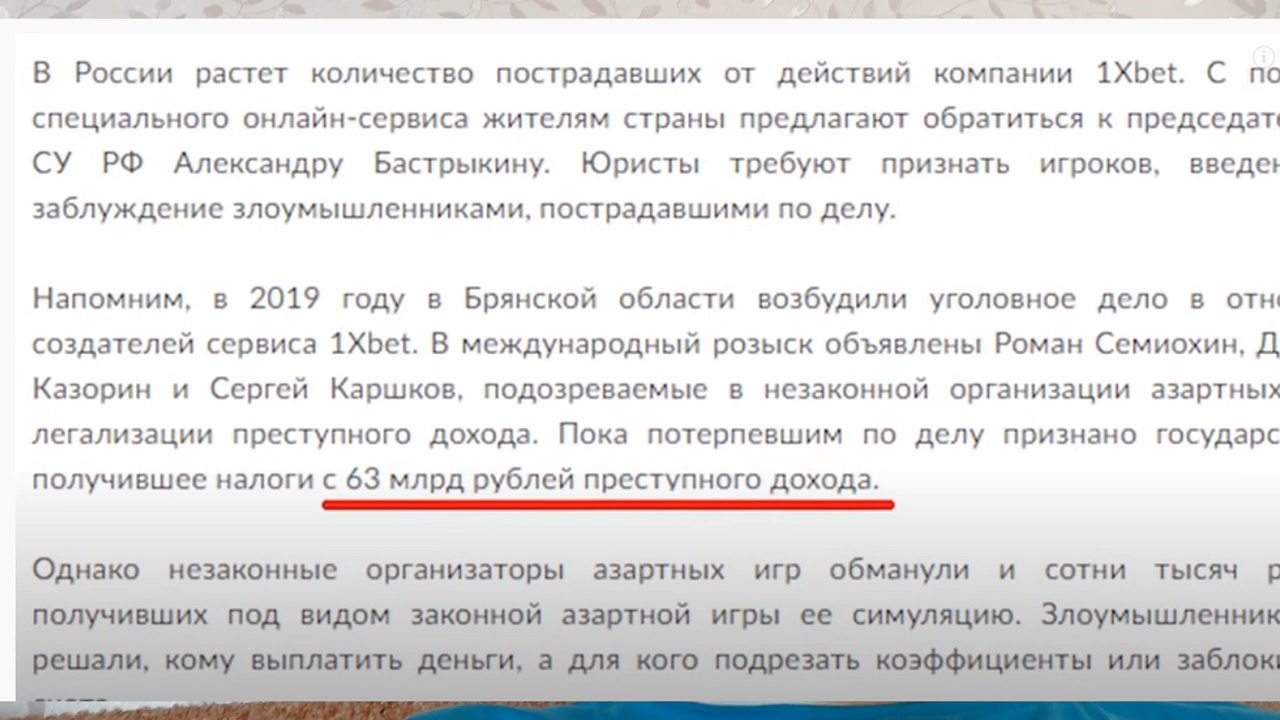 В России растет количество пострадавших от действий компании 1Xbet. С
специального онлайн-сервиса жителям страны предлагают обратиться к
СУ РФ Александру Бастрыкину. Юристы требуют признать игроков,
заблуждение злоумышленниками, пострадавшими по делу.
Напомним, в 2019 году в Брянской области возбудили уголовное дело в
создателей сервиса 1Xbet. В международный розыск объявлены Роман Семиохин,
Казорин и Сергей Каршков, подозреваемые в незаконной организации азартных
легализации преступного дохода. Пока потерпевшим по делу признано
получившее налоги с 63 млрд рублей преступного дохода.
Однако незаконные организаторы азартных игр обманули и сотни тысяч
получивших под видом законной азартной игры ее симуляцию.
решали, кому выплатить деньги, а для кого подрезать коэффициенты или